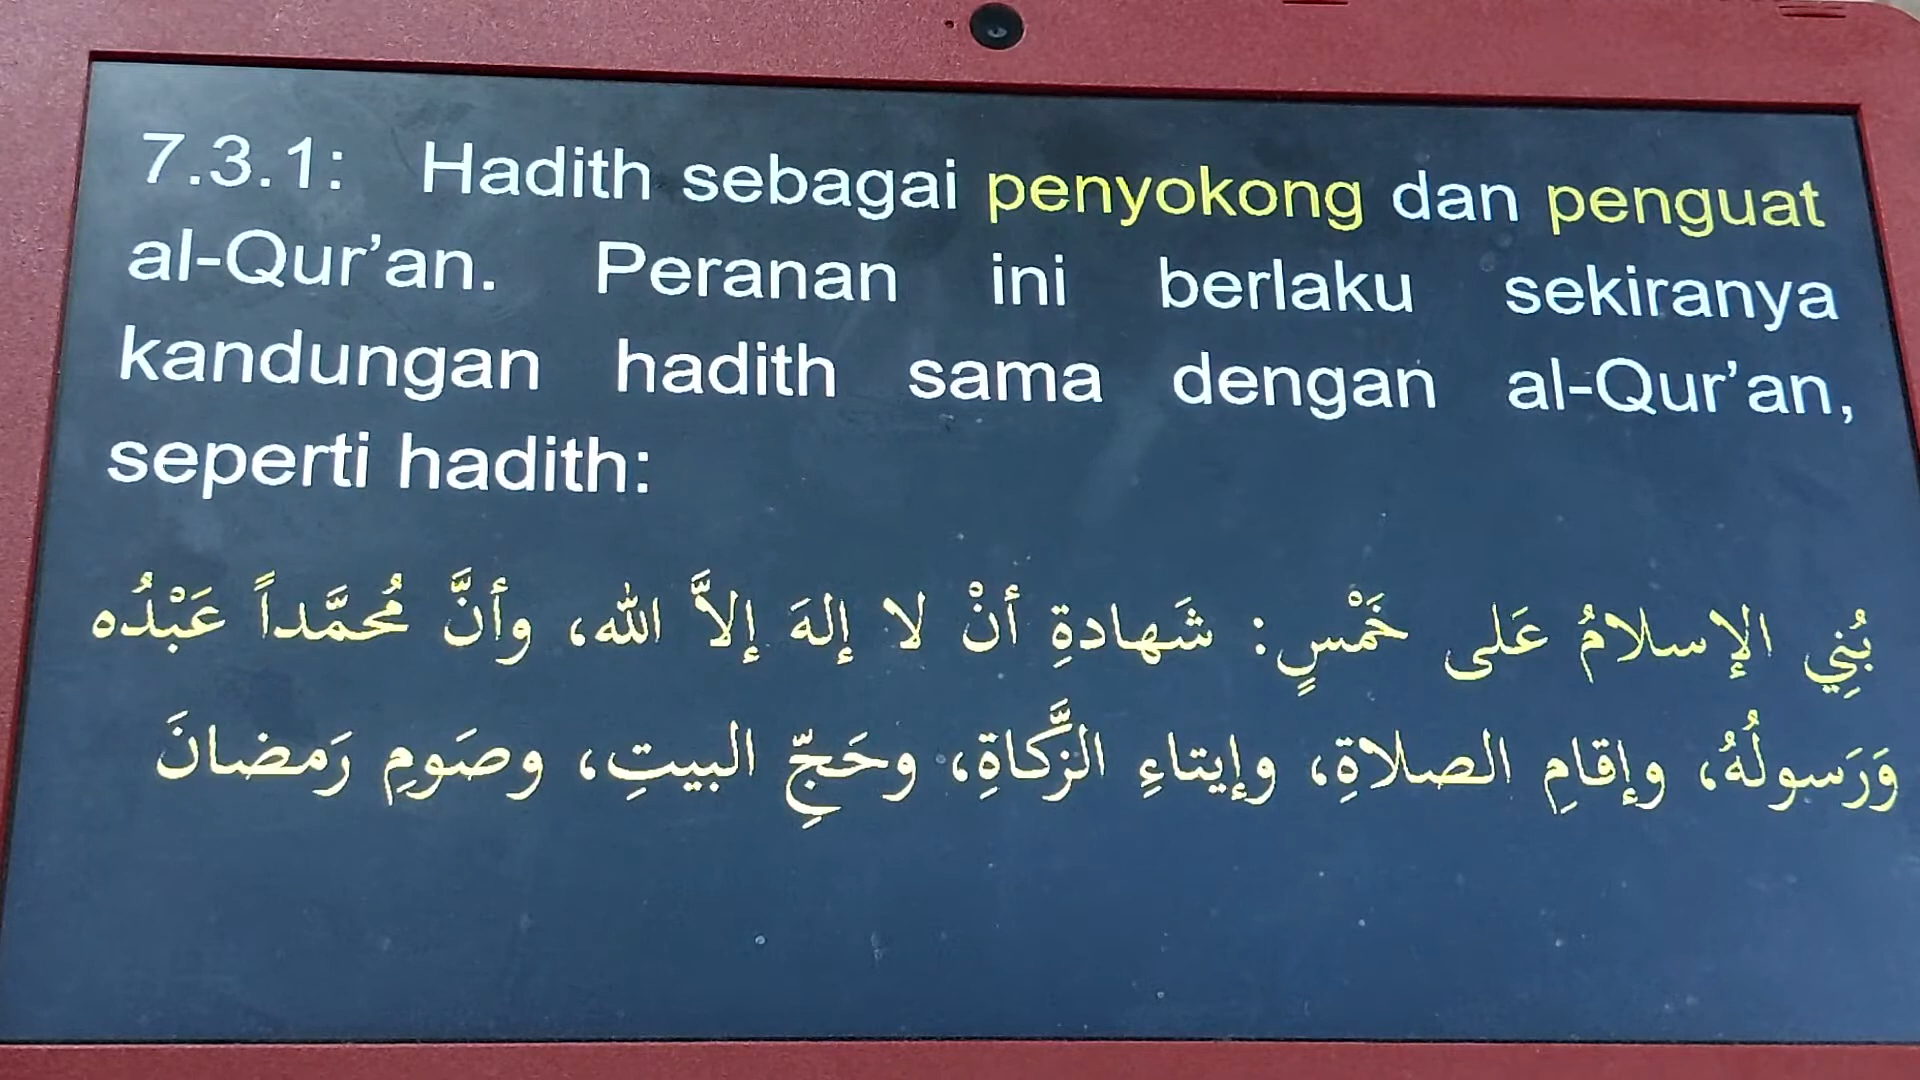 7.3.1: Hadith sebagai penyokong dan penguat
al-Qur’an. Peranan ini berlaku sekiranya
kandungan hadith sama dengan al-Qur’an,
seperti hadith:
بُنِي الإسلامُ عَلى خَمْسٍ: شَهادةِ أنْ لا إلهَ إلاَّ الله، وأنَّ مُحمَّداً عَبْدُه
وَرَسولُهُ، وإقامِ الصلاةِ، وإيتاءِ الزَّكاةِ، وحَجِّ البيتِ، وصَومِ رَمضانَ